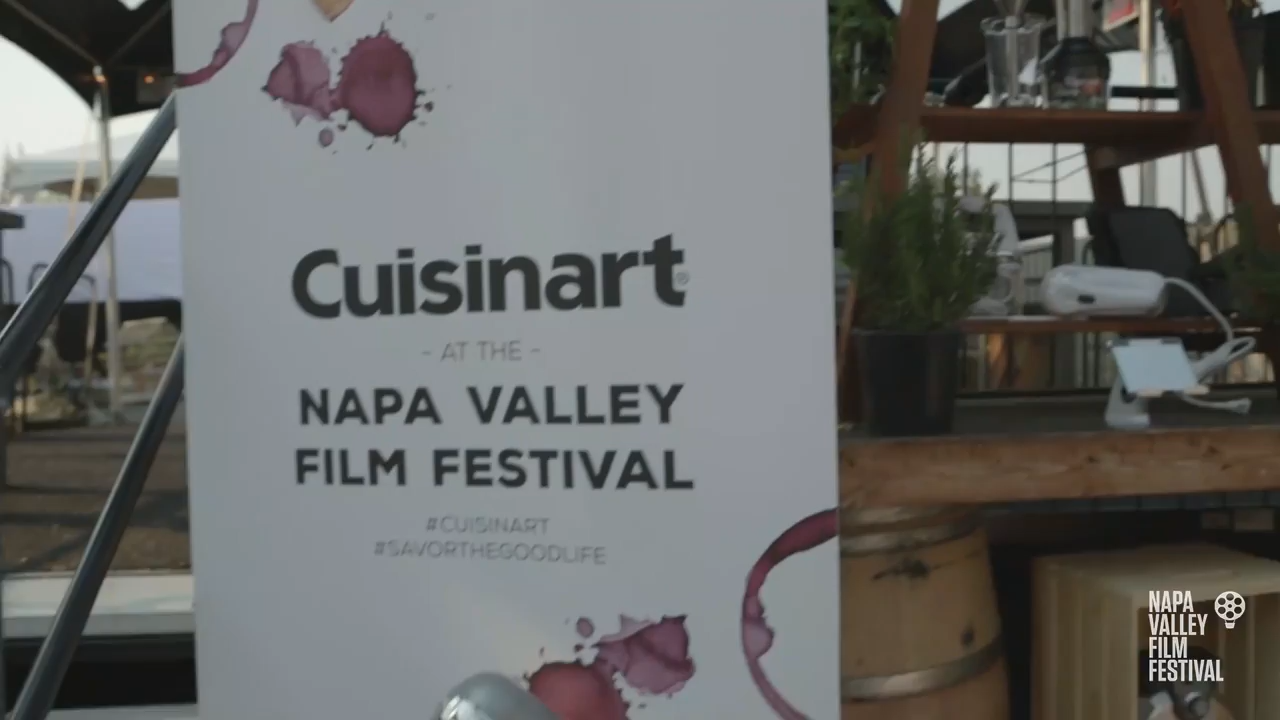 Cuisinart®
- AT THE -
NAPA VALLEY
FILM FESTIVAL
#CUISINART
#SAVORTHEGOODLIFE
NAPA
VALLEY
FILM
FESTIVAL